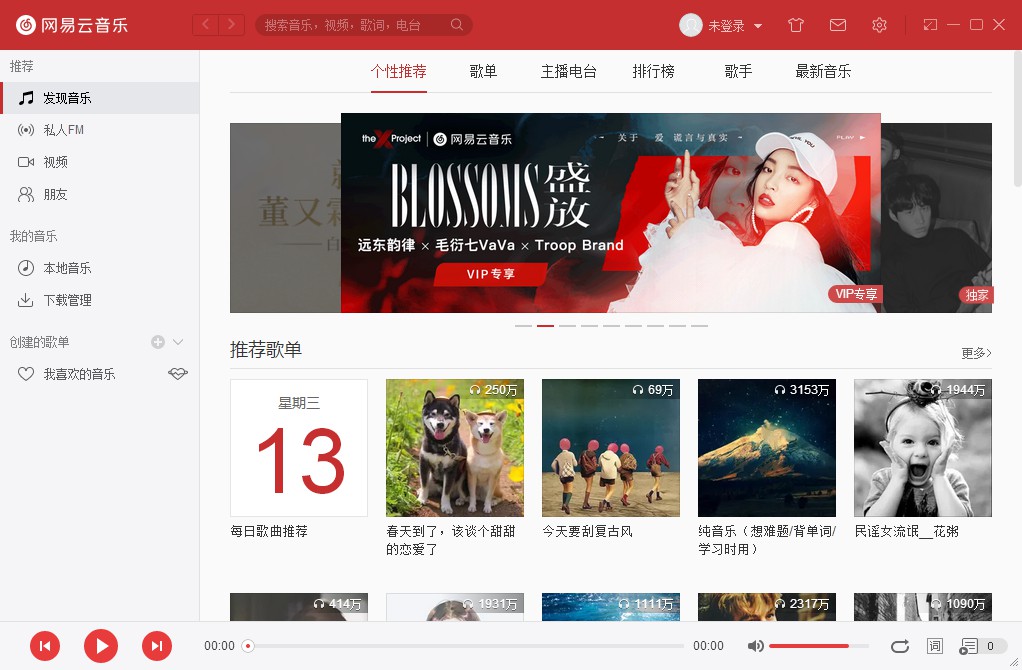 网易云音乐
搜索音乐，视频，歌词，电台
未登录
推荐
发现音乐
私人FM
视频
朋友
我的音乐
本地音乐
下载管理
创建的歌单
我喜欢的音乐
个性推荐 歌单 主播电台 排行榜 歌手 最新音乐
董又霖
the X Project | 网易云音乐
关于 爱 谎言与真实
PLAY
BLOSSOMS 盛放
远东韵律 × 毛衍七VaVa × Troop Brand
VIP专享
VIP专享
独家
推荐歌单
更多
星期三
13
250万
69万
3153万
1944万
每日歌曲推荐
春天到了，该谈个甜甜
的恋爱了
今天要刮复古风
纯音乐（想难题/背单词/
学习时用）
民谣女流氓__花粥
414万
1931万
1111万
2317万
1090万
00:00
00:00
词
0